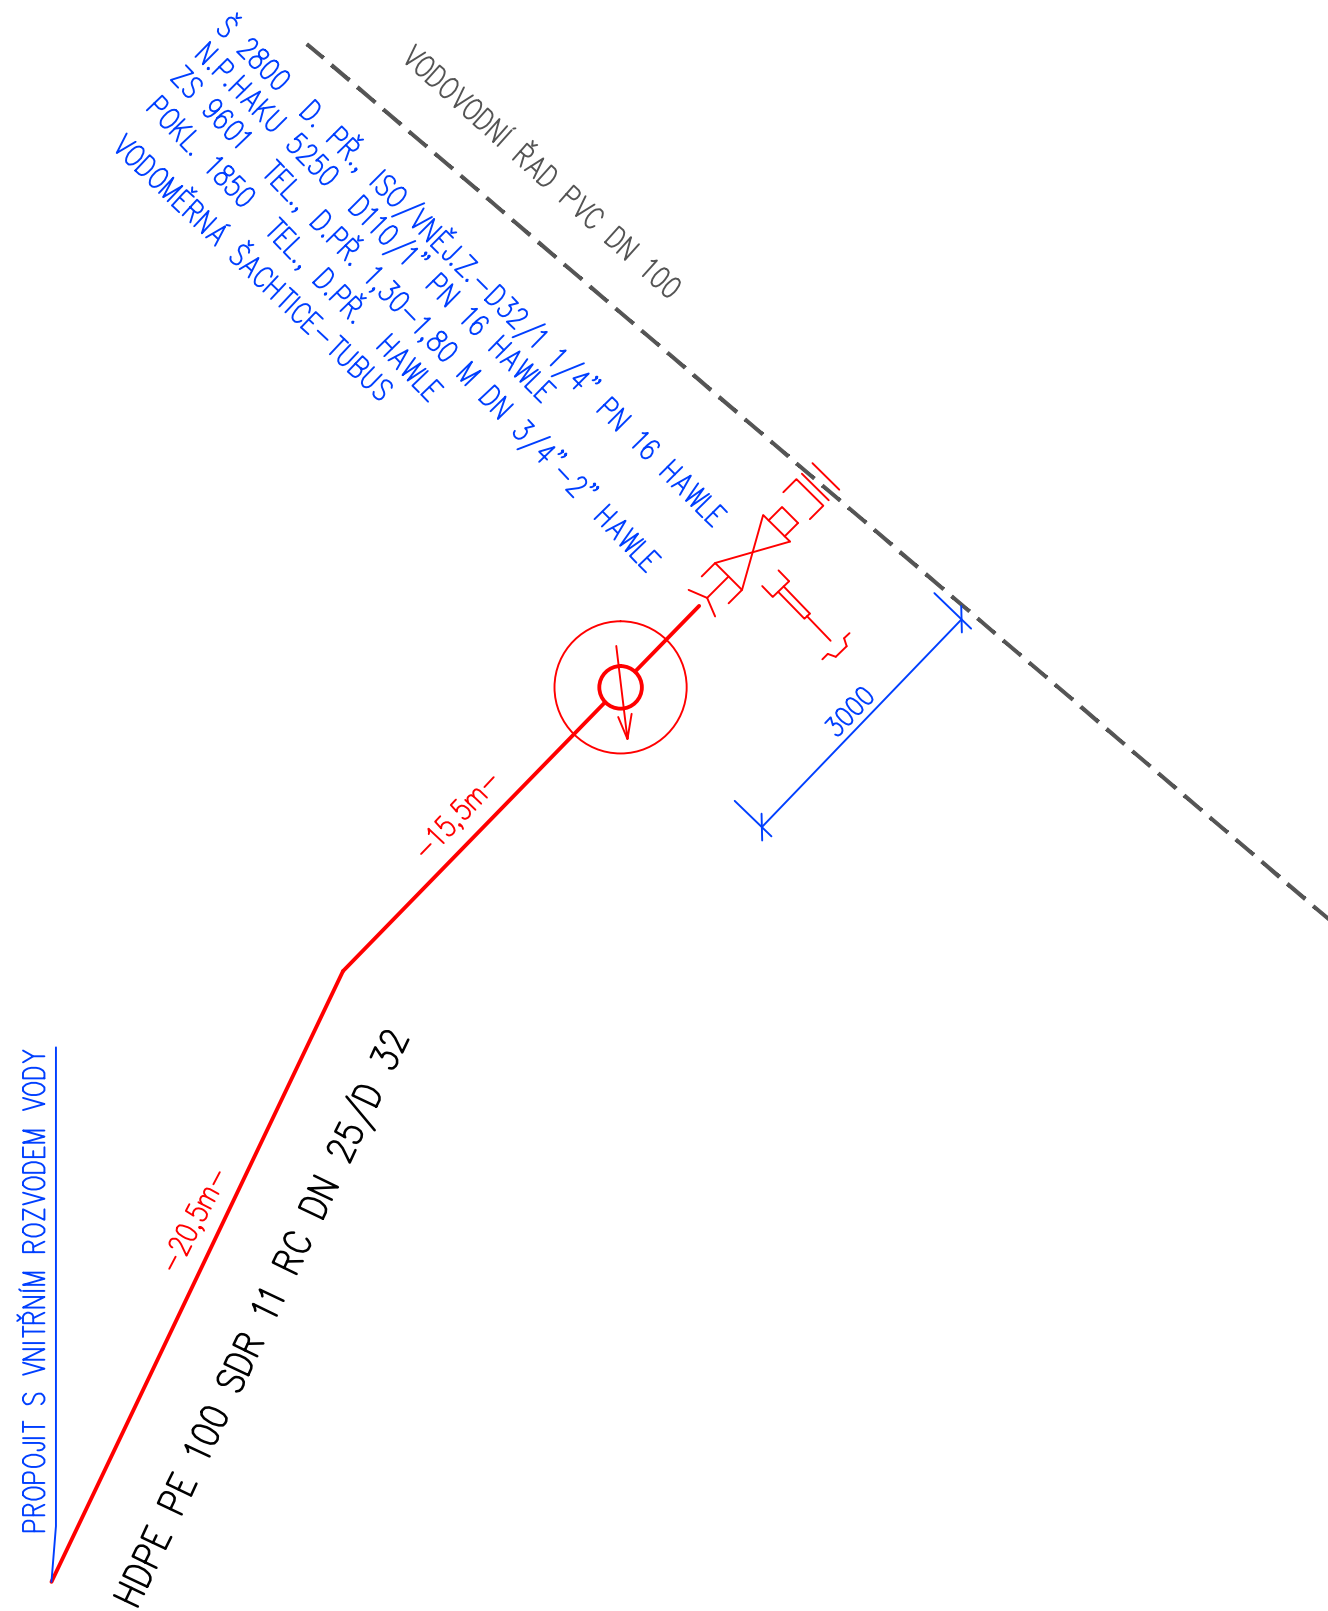 Š 2800 D. PŘ., ISO/VNĚJ.Z.-D32/1 1/4" PN 16 HAWLE
N.P.HAKU 5250 D110/1" PN 16 HAWLE
ZS 9601 TEL., D.PŘ. 1,30-1,80 M DN 3/4"-2" HAWLE
POKL. 1850 TEL., D.PŘ. HAWLE
VODOMĚRNÁ ŠACHTICE-TUBUS
VODOVODNÍ ŘAD PVC DN 100
3000
-15,5m-
-20,5m-
HDPE PE 100 SDR 11 RC DN 25/D 32
PROPOJIT S VNITŘNÍM ROZVODEM VODY